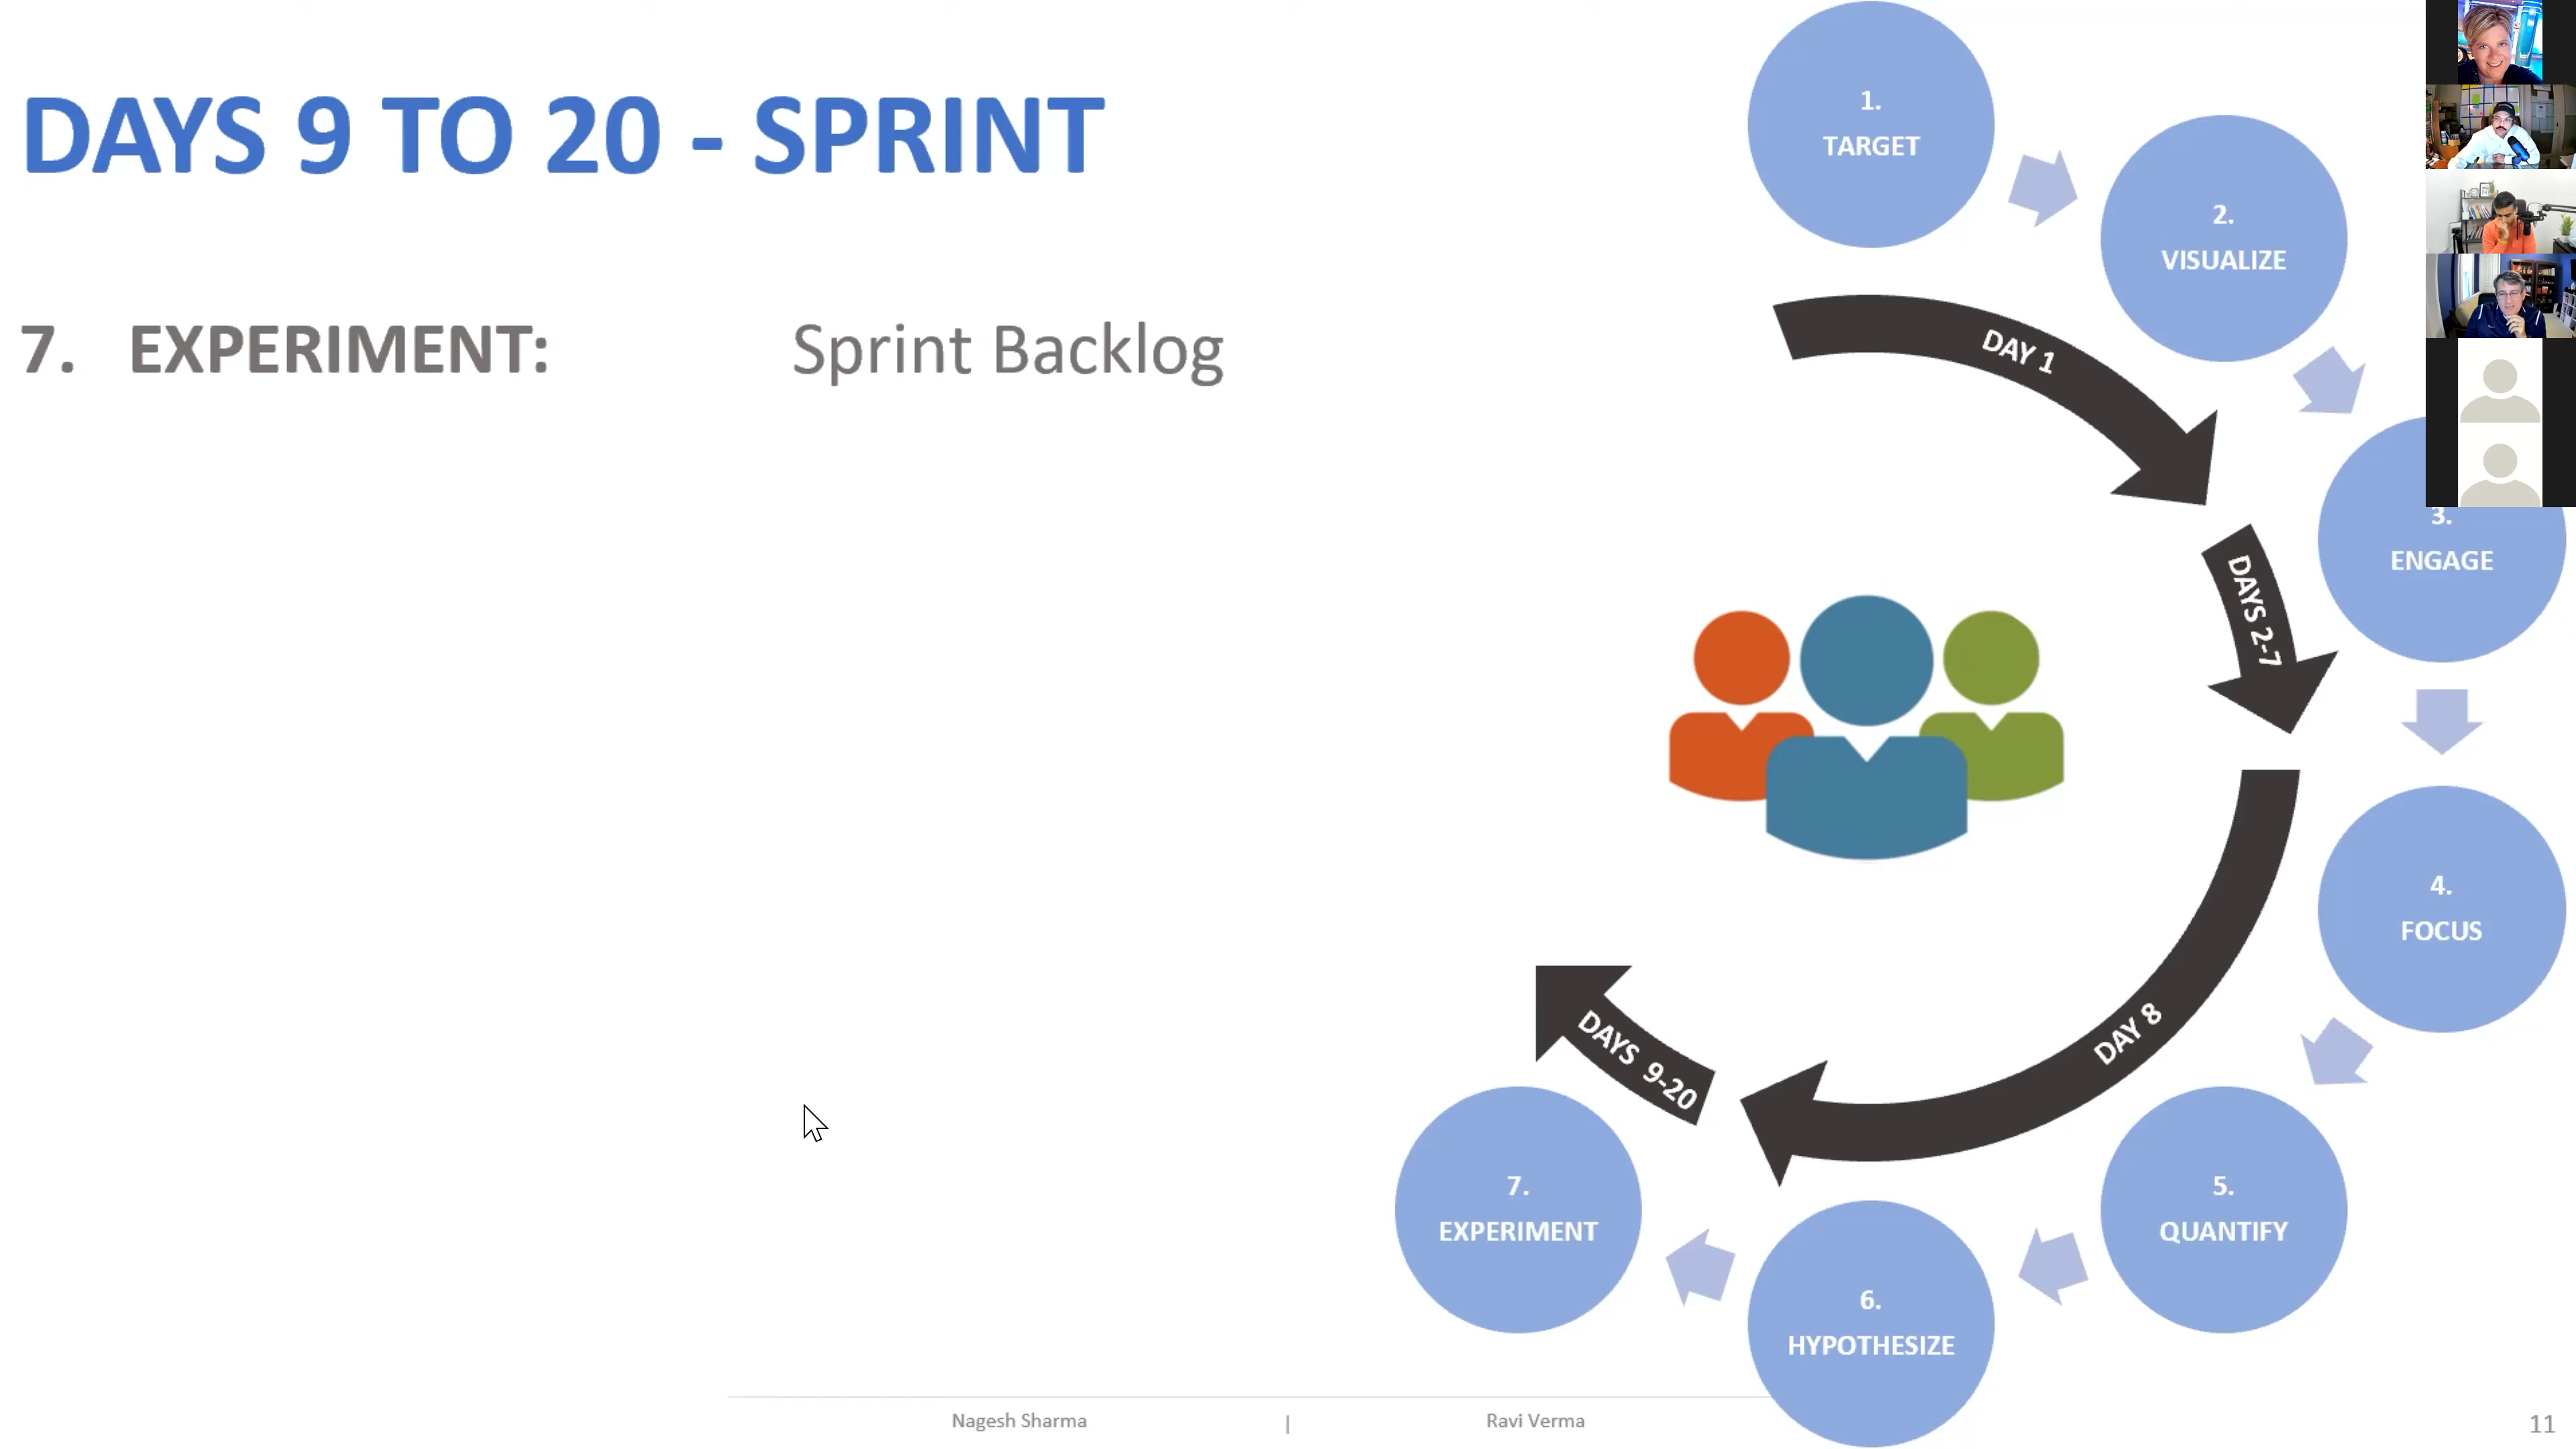 DAYS 9 TO 20 - SPRINT
7. EXPERIMENT: Sprint Backlog
1.
TARGET
2.
VISUALIZE
3.
ENGAGE
4.
FOCUS
5.
QUANTIFY
6.
HYPOTHESIZE
7.
EXPERIMENT
DAY 1
DAYS 2-7
DAY 8
DAYS 9-20
Nagesh Sharma | Ravi Verma
11